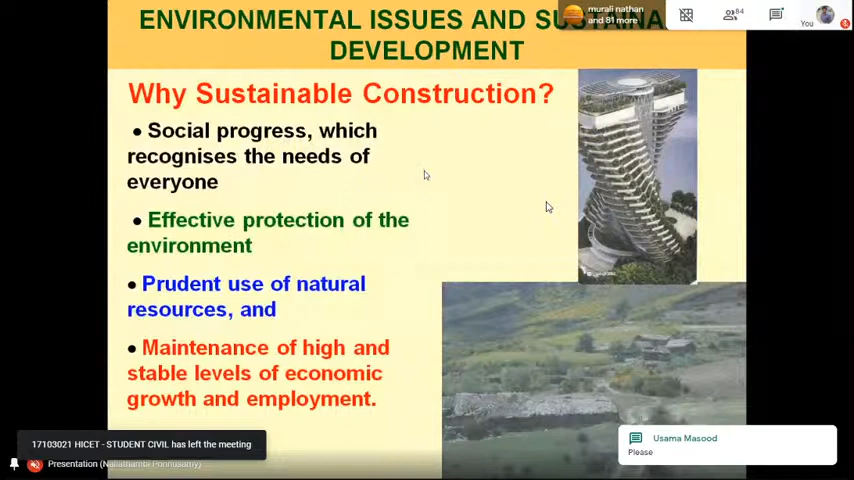 ENVIRONMENTAL ISSUES AND SUSTAINA
DEVELOPMENT
murali nathan
and 81 more
84
You
Why Sustainable Construction?
• Social progress, which
recognises the needs of
everyone
• Effective protection of the
environment
• Prudent use of natural
resources, and
• Maintenance of high and
stable levels of economic
growth and employment.
17103021 HICET - STUDENT CIVIL has left the meeting
Presentation (Nallathambi Ponnusamy)
Usama Masood
Please